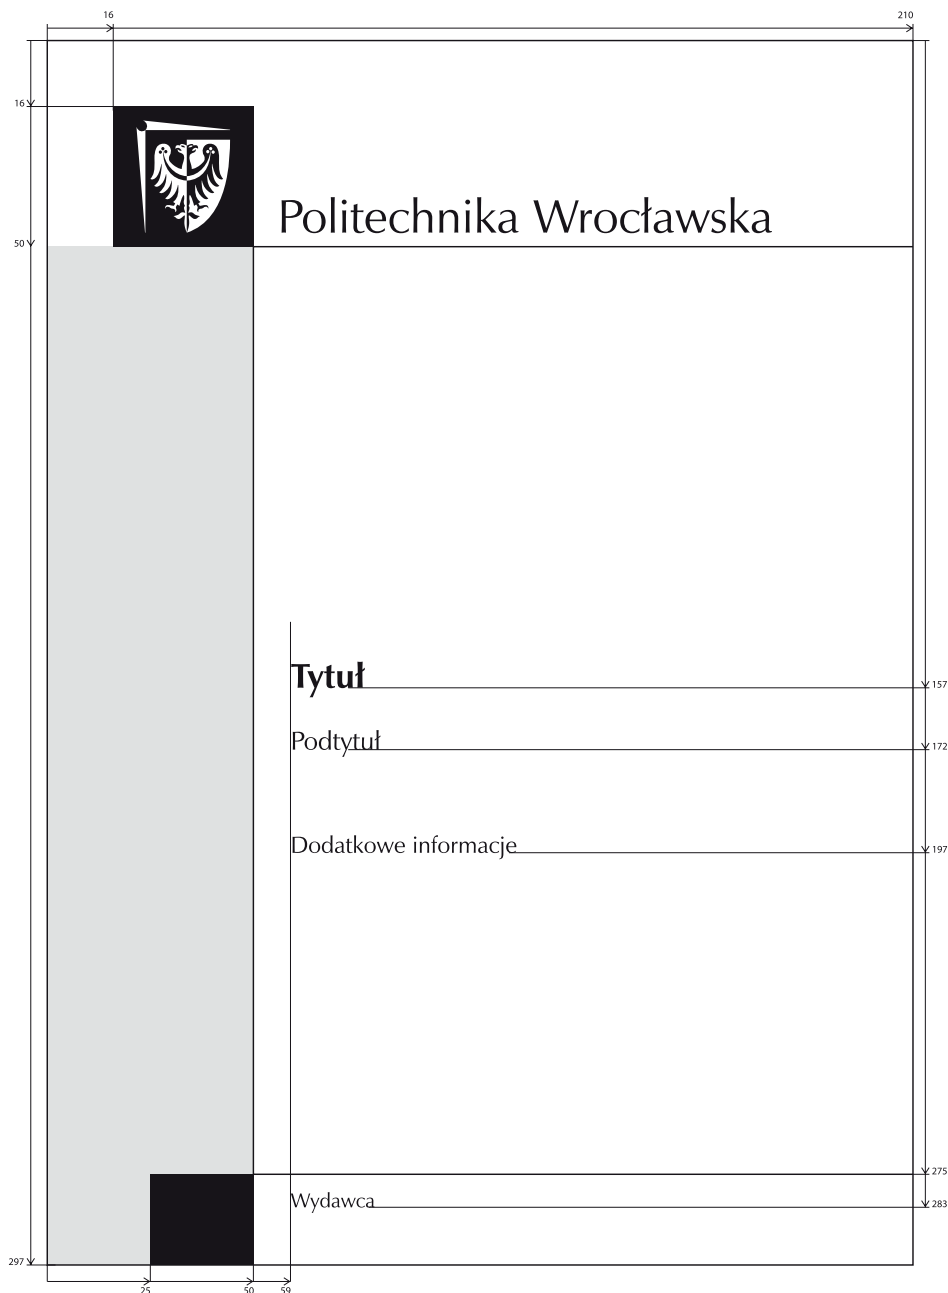 16 210
16
Politechnika Wrocławska
50
Tytuł
157
Podtytuł
172
Dodatkowe informacje
197
275
Wydawca
283
297
25 50 59